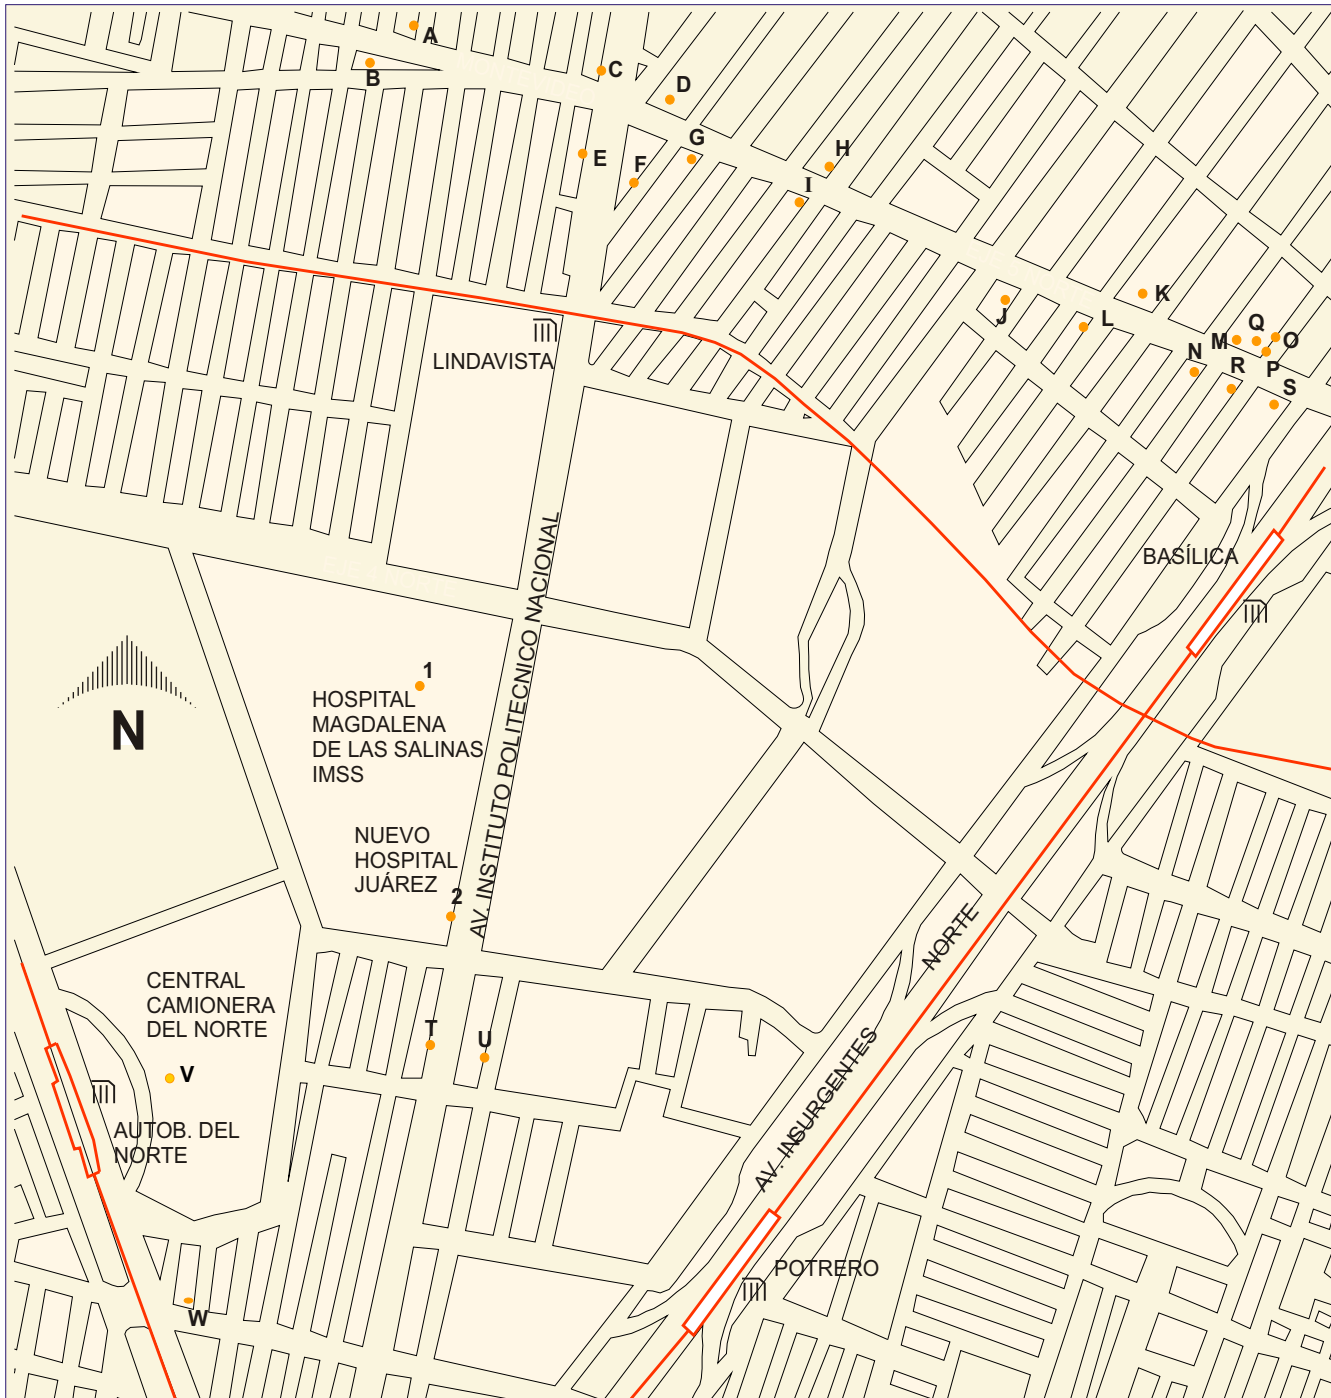 A
B
C
D
E
F
G
H
I
J
K
L
M
Q
O
P
N
R
S
LINDAVISTA
BASÍLICA
AV. INSTITUTO POLITECNICO NACIONAL
N
1
HOSPITAL
MAGDALENA
DE LAS SALINAS
IMSS
NUEVO
HOSPITAL
JUÁREZ
2
NORTE
AV. INSURGENTES
CENTRAL
CAMIONERA
DEL NORTE
T
U
V
AUTOB. DEL
NORTE
POTRERO
W